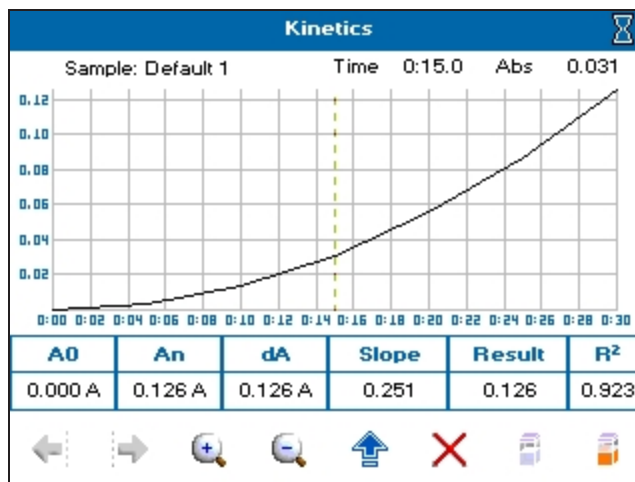 Kinetics
Sample: Default 1 Time 0:15.0 Abs 0.031
0.12
0.10
0.08
0.06
0.04
0.02
0:00 0:02 0:04 0:06 0:08 0:10 0:12 0:14 0:16 0:18 0:20 0:22 0:24 0:26 0:28 0:30
A0 An dA Slope Result R²
0.000 A 0.126 A 0.126 A 0.251 0.126 0.923